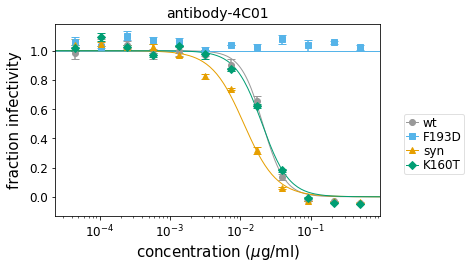 antibody-4C01
fraction infectivity
1.0
0.8
0.6
0.4
0.2
0.0
10⁻⁴
10⁻³
10⁻²
10⁻¹
concentration (μg/ml)
wt
F193D
syn
K160T